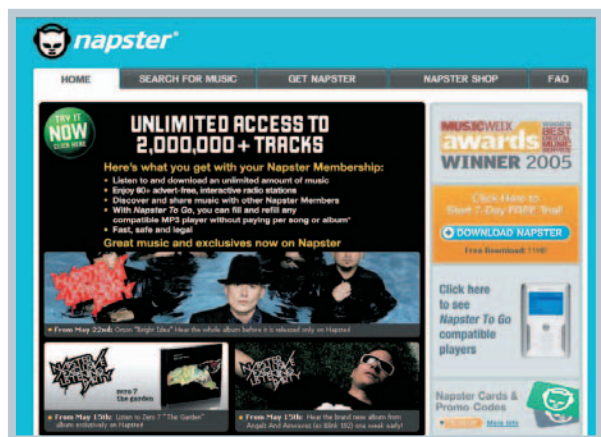 napster
HOME SEARCH FOR MUSIC GET NAPSTER NAPSTER SHOP FAQ
TRY IT
NOW
CLICK HERE
UNLIMITED ACCESS TO
2,000,000+ TRACKS
Here's what you get with your Napster Membership:
• Listen to and download an unlimited amount of music
• Enjoy 60+ advert-free, interactive radio stations
• Discover and share music with other Napster Members
• With Napster To Go, you can fill and refill any
compatible MP3 player without paying per song or album*
• Fast, safe and legal
Great music and exclusives now on Napster
From May 22nd: Orson "Bright Idea" Hear the whole album before it is released only on Napster!
zero 7
the garden
From May 15th: Listen to Zero 7 "The Garden"
album exclusively on Napster!
From May 15th: Hear the brand new album from
Angels And Airwaves (ex Blink 182) one week early!
MUSICWEEK
awards
BEST
DIGITAL
MUSIC
WINNER 2005
Click Here to
Start 7-Day FREE Trial
DOWNLOAD NAPSTER
Free Download: 11MB
Click here
to see
Napster To Go
compatible
players
Napster Cards &
Promo Codes
More info